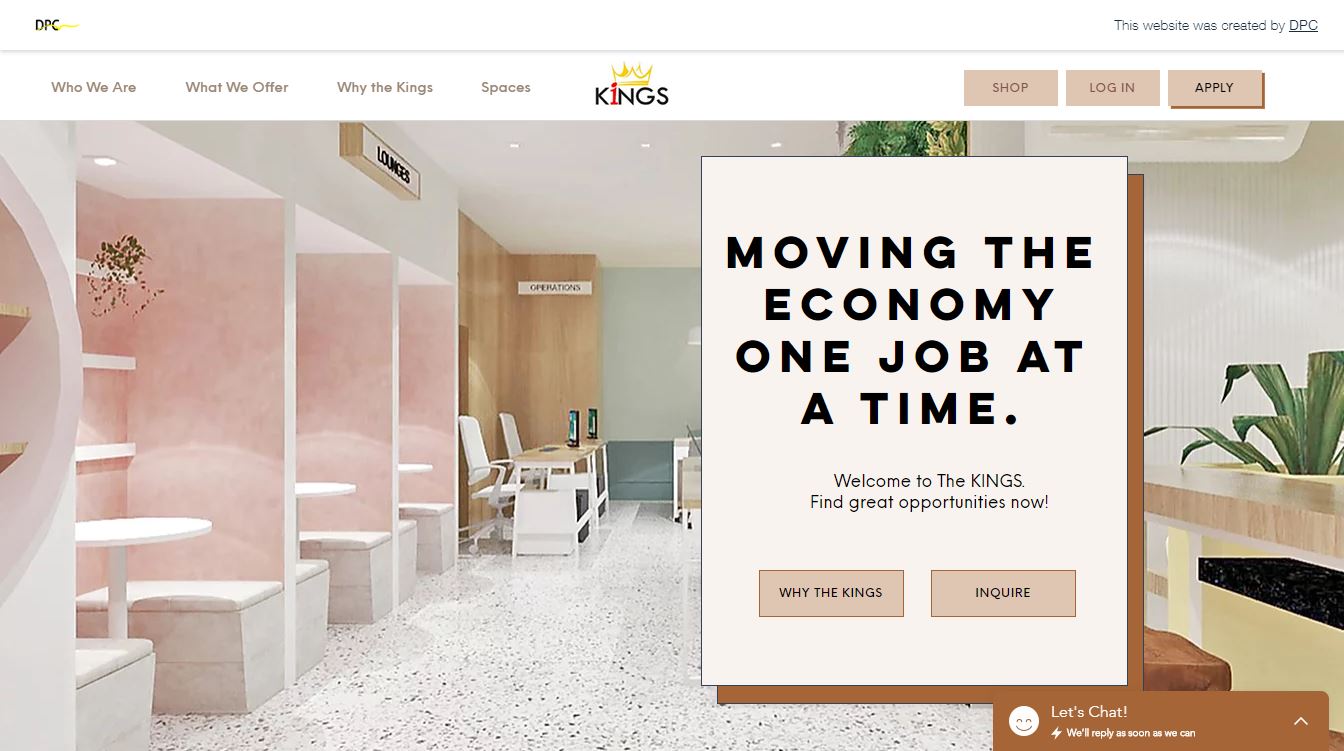 DPC
This website was created by DPC
Who We Are
What We Offer
Why the Kings
Spaces
KiNGS
SHOP
LOG IN
APPLY
LOUNGES
OPERATIONS
MOVING THE
ECONOMY
ONE JOB AT
A TIME.
Welcome to The KINGS.
Find great opportunities now!
WHY THE KINGS
INQUIRE
Let's Chat!
We'll reply as soon as we can